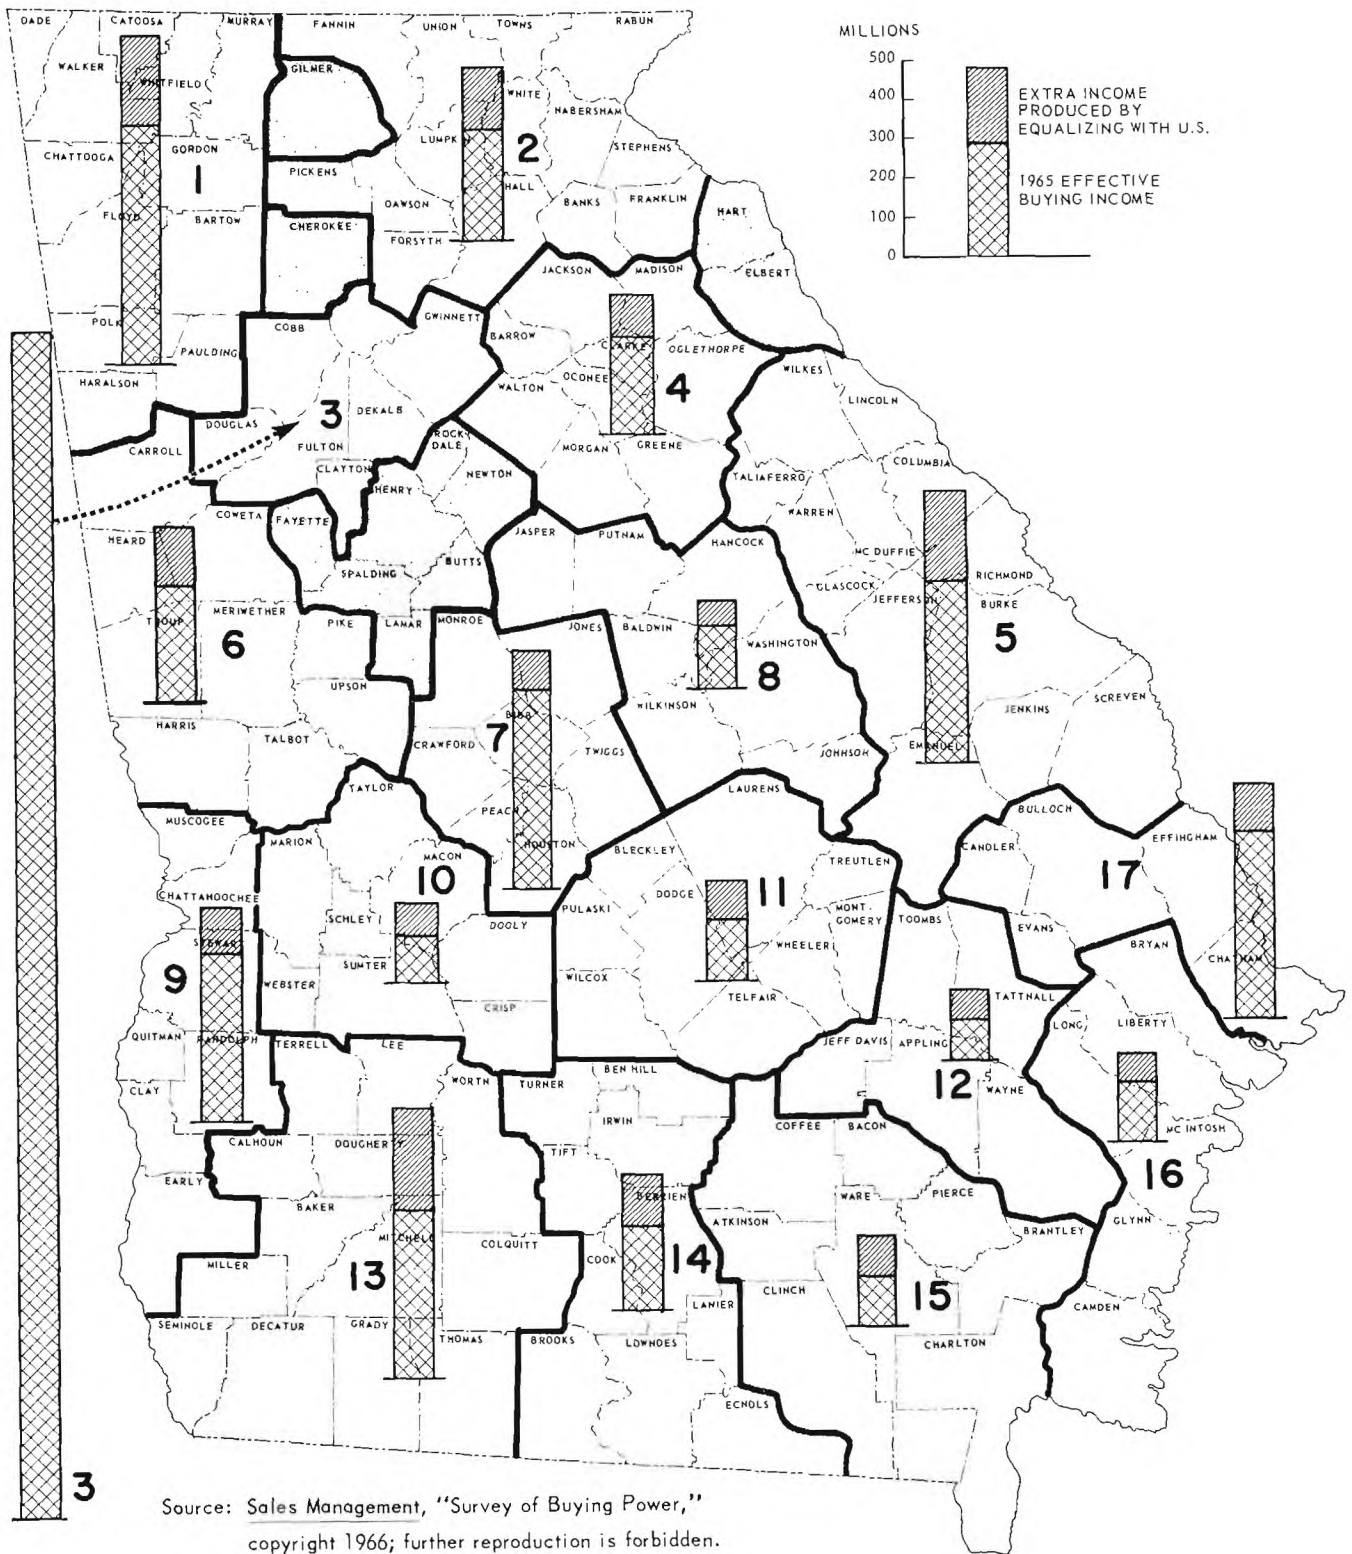 DADE CATOOSA MURRAY FANNIN UNION TOWNS RABUN
WALKER WHITFIELD GILMER WHITE HABERSHAM
LUMPKIN STEPHENS
CHATTOOGA GORDON 1 2
PICKENS HALL BANKS FRANKLIN HART
FLOYD BARTOW DAWSON
CHEROKEE FORSYTH
JACKSON MADISON ELBERT
POLK COBB GWINNETT BARROW CLARKE OGLETHORPE
PAULDING WILKES
HARALSON WALTON OCONEE 4 LINCOLN
DOUGLAS 3 DEKALB
CARROLL FULTON ROCK
DALE MORGAN GREENE
CLAYTON NEWTON TALIAFERRO COLUMBIA
HENRY WARREN
COWETA FAYETTE
HEARD JASPER PUTNAM HANCOCK MC DUFFIE
SPALDING BUTTS GLASCOCK RICHMOND
JEFFERSON BURKE
TROUP MERIWETHER PIKE LAMAR MONROE JONES BALDWIN WASHINGTON 5
6 8
UPSON WILKINSON JENKINS SCREVEN
HARRIS TALBOT 7 BIBB
CRAWFORD TWIGGS JOHNSON EMANUEL
TAYLOR LAURENS
PEACH BULLOCH
MUSCOGEE MARION HOUSTON BLECKLEY CANDLER EFFINGHAM
MACON TREUTLEN 17
10 11
CHATTAHOOCHEE DODGE
SCHLEY PULASKI MONT-
GOMERY TOOMBS
DOOLY EVANS
STEWART WHEELER BRYAN
9 SUMTER WILCOX CHATHAM
WEBSTER TELFAIR TATTNALL
CRISP LONG LIBERTY
QUITMAN RANDOLPH TERRELL LEE JEFF DAVIS APPLING
BEN HILL 12
CLAY WORTH TURNER WAYNE
IRWIN COFFEE BACON MC INTOSH
CALHOUN DOUGHERTY TIFT 16
EARLY BERRIEN WARE PIERCE
BAKER ATKINSON GLYNN
MITCHELL BRANTLEY
MILLER 13 COLQUITT COOK 14
CLINCH 15
LANIER CAMDEN
SEMINOLE DECATUR GRADY THOMAS BROOKS LOWNDES CHARLTON
ECHOLS
3
MILLIONS
500
400
300
200
100
0
EXTRA INCOME
PRODUCED BY
EQUALIZING WITH U.S.
1965 EFFECTIVE
BUYING INCOME
Source: Sales Management, "Survey of Buying Power,"
copyright 1966; further reproduction is forbidden.